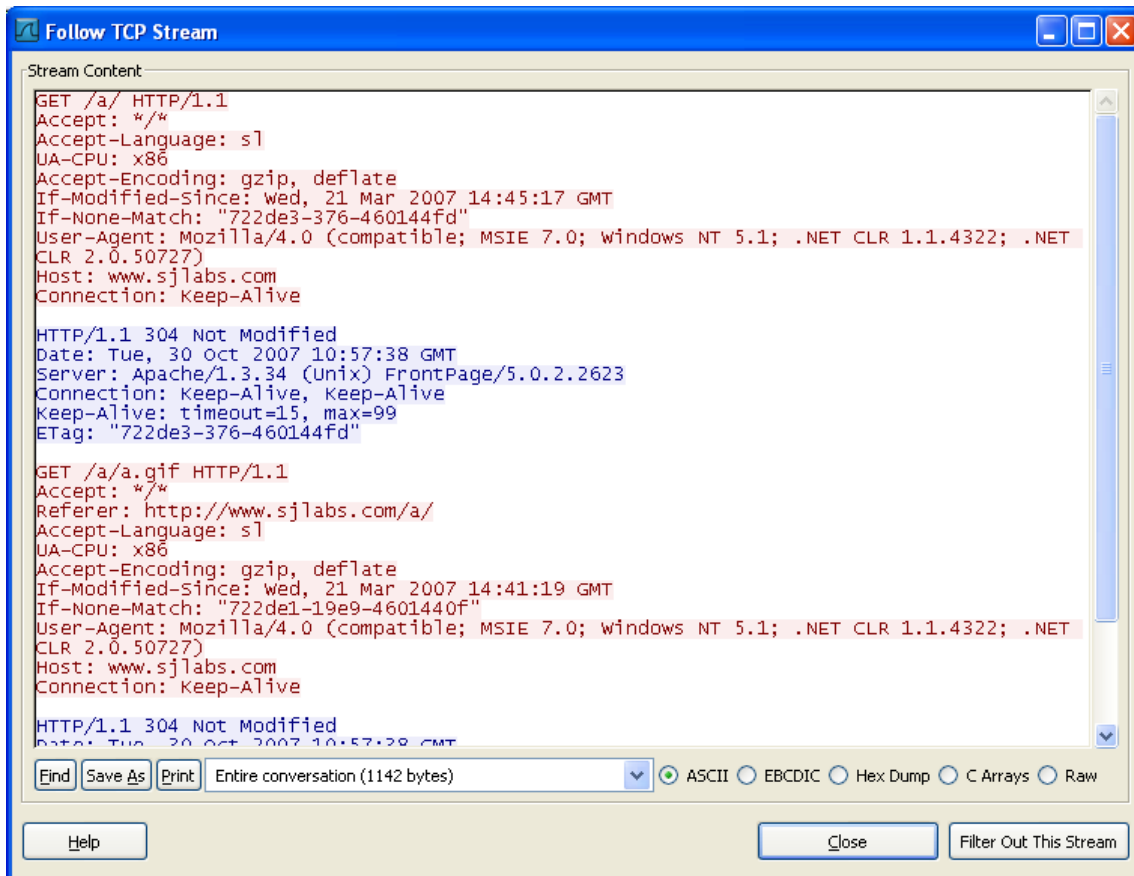 Follow TCP Stream
Stream Content
GET /a/ HTTP/1.1
Accept: */*
Accept-Language: sl
UA-CPU: x86
Accept-Encoding: gzip, deflate
If-Modified-Since: Wed, 21 Mar 2007 14:45:17 GMT
If-None-Match: "722de3-376-460144fd"
User-Agent: Mozilla/4.0 (compatible; MSIE 7.0; Windows NT 5.1; .NET CLR 1.1.4322; .NET
CLR 2.0.50727)
Host: www.sjlabs.com
Connection: Keep-Alive
HTTP/1.1 304 Not Modified
Date: Tue, 30 Oct 2007 10:57:38 GMT
Server: Apache/1.3.34 (Unix) FrontPage/5.0.2.2623
Connection: Keep-Alive, Keep-Alive
Keep-Alive: timeout=15, max=99
ETag: "722de3-376-460144fd"
GET /a/a.gif HTTP/1.1
Accept: */*
Referer: http://www.sjlabs.com/a/
Accept-Language: sl
UA-CPU: x86
Accept-Encoding: gzip, deflate
If-Modified-Since: Wed, 21 Mar 2007 14:41:19 GMT
If-None-Match: "722de1-19e9-4601440f"
User-Agent: Mozilla/4.0 (compatible; MSIE 7.0; Windows NT 5.1; .NET CLR 1.1.4322; .NET
CLR 2.0.50727)
Host: www.sjlabs.com
Connection: Keep-Alive
HTTP/1.1 304 Not Modified
Date: Tue, 30 Oct 2007 10:57:38 GMT
Find Save As Print Entire conversation (1142 bytes) ASCII EBCDIC Hex Dump C Arrays Raw
Help Close Filter Out This Stream